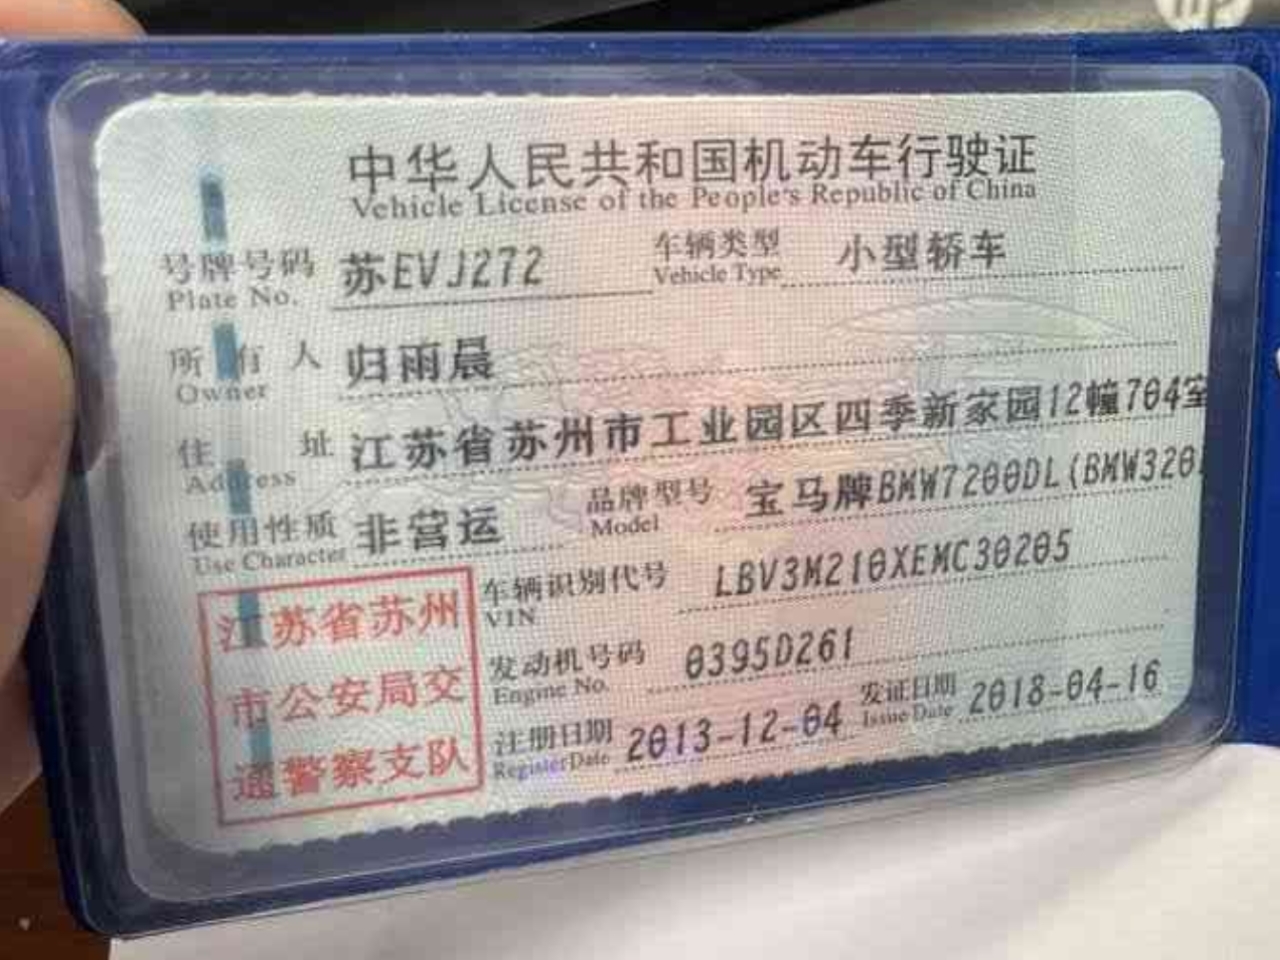 中华人民共和国机动车行驶证
Vehicle License of the People's Republic of China
号牌号码 苏EVJ272 车辆类型 小型轿车
Plate No. Vehicle Type
所有人 归雨晨
Owner
住址 江苏省苏州市工业园区四季新家园12幢704室
Address
使用性质 非营运 品牌型号 宝马牌BMW7200DL(BMW320
Use Character Model
车辆识别代号 LBV3M210XEMC30205
VIN
发动机号码 0395D261
Engine No.
注册日期 2013-12-04 发证日期 2018-04-16
Register Date Issue Date
江苏省苏州
市公安局交
通警察支队